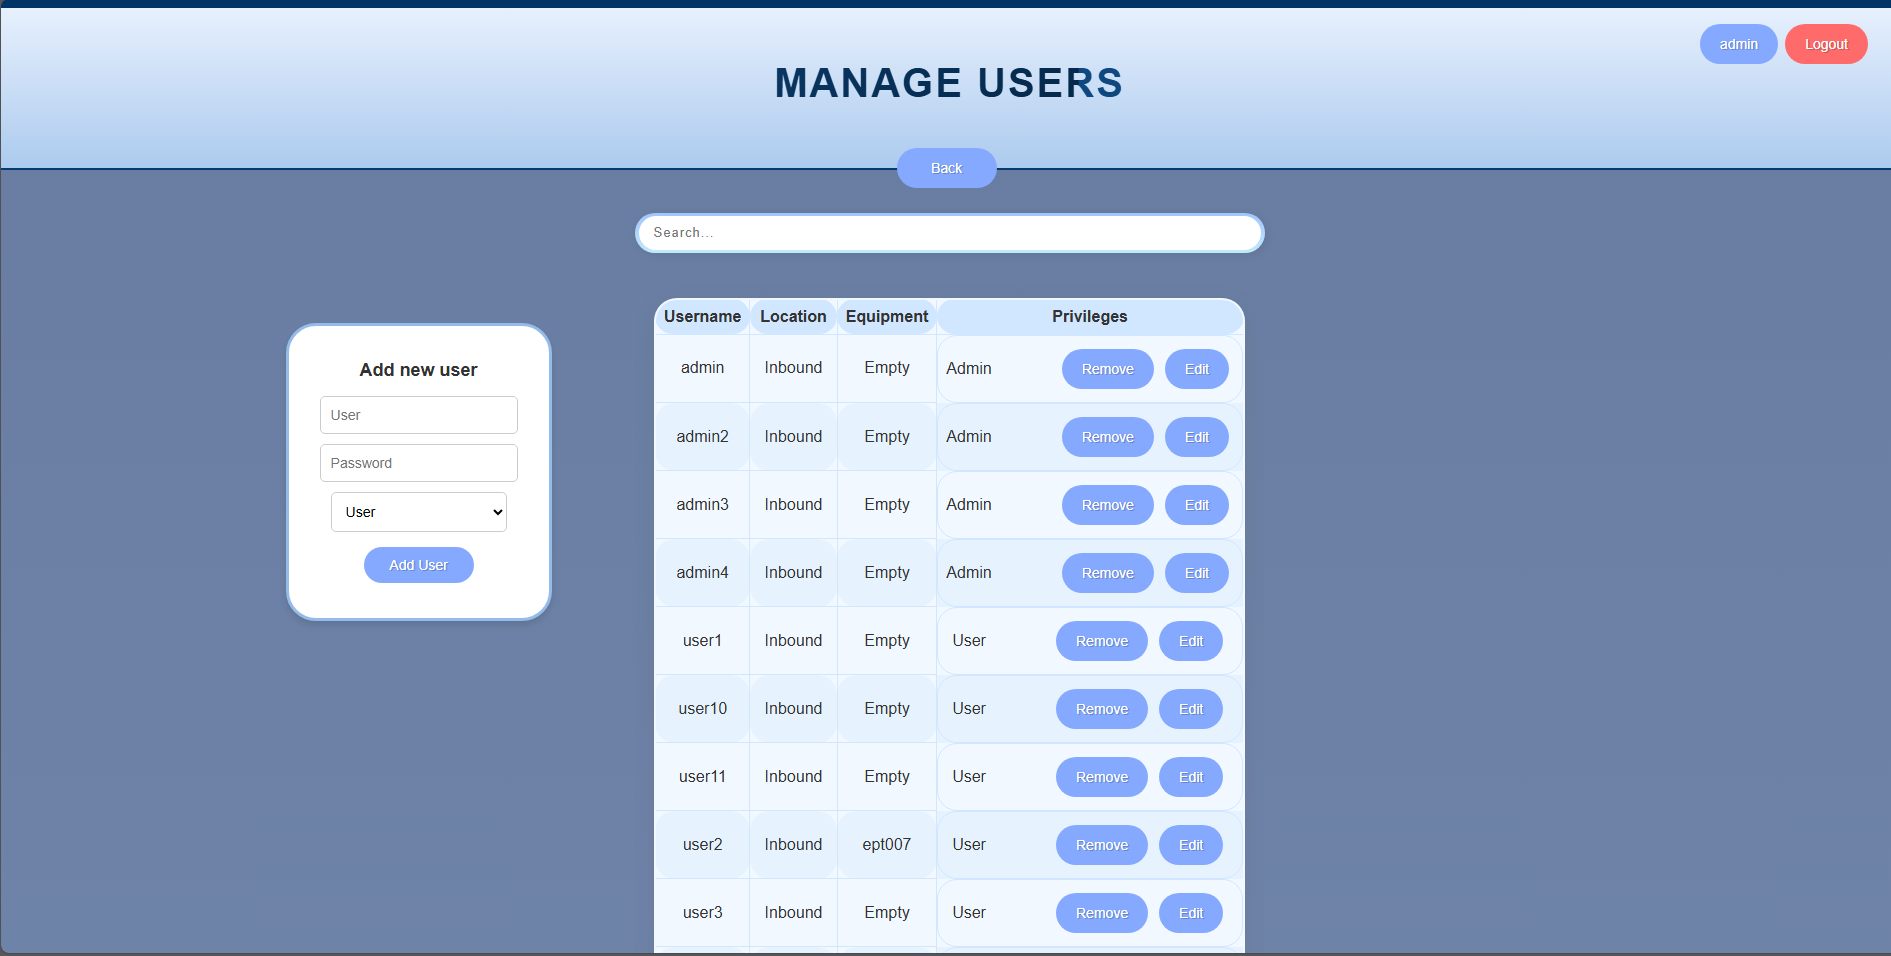 admin Logout
MANAGE USERS
Back
Search...
Add new user
User
Password
User
Add User
Username Location Equipment Privileges
admin Inbound Empty Admin Remove Edit
admin2 Inbound Empty Admin Remove Edit
admin3 Inbound Empty Admin Remove Edit
admin4 Inbound Empty Admin Remove Edit
user1 Inbound Empty User Remove Edit
user10 Inbound Empty User Remove Edit
user11 Inbound Empty User Remove Edit
user2 Inbound ept007 User Remove Edit
user3 Inbound Empty User Remove Edit